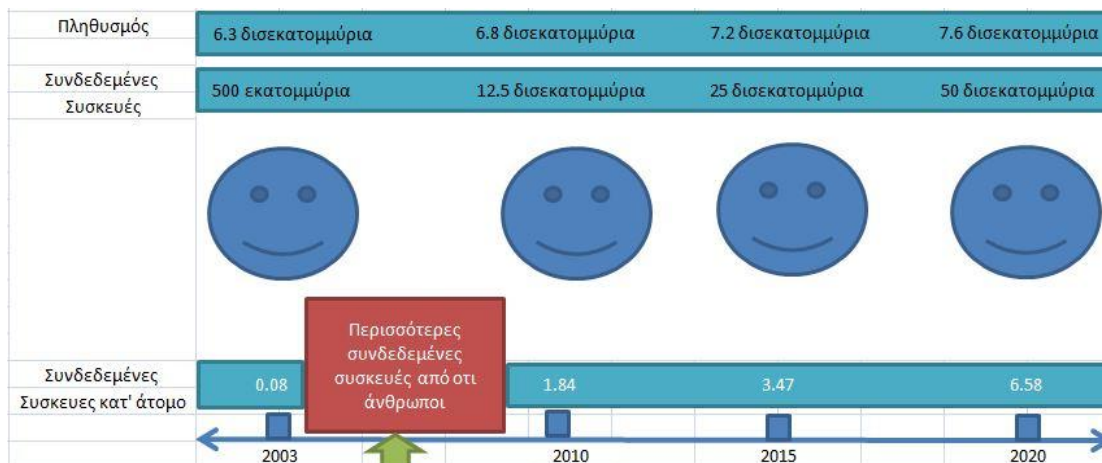 Πληθυσμός 6.3 δισεκατομμύρια 6.8 δισεκατομμύρια 7.2 δισεκατομμύρια 7.6 δισεκατομμύρια
Συνδεδεμένες
Συσκευές
500 εκατομμύρια 12.5 δισεκατομμύρια 25 δισεκατομμύρια 50 δισεκατομμύρια
Περισσότερες
συνδεδεμένες
συσκευές από οτι
άνθρωποι
Συνδεδεμένες
Συσκευες κατ' άτομο
0.08 1.84 3.47 6.58
2003 2010 2015 2020